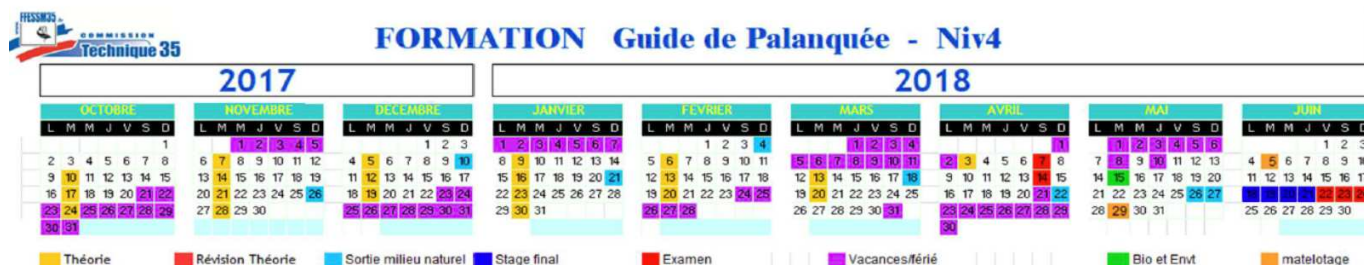 FFESSM35
COMMISSION
Technique 35
FORMATION Guide de Palanquée - Niv4
2017 2018
OCTOBRE NOVEMBRE DECEMBRE JANVIER FEVRIER MARS AVRIL MAI JUIN
L M M J V S D L M M J V S D L M M J V S D L M M J V S D L M M J V S D L M M J V S D L M M J V S D L M M J V S D L M M J V S D
1 1 2 3 4 5 1 2 3 1 2 3 4 5 6 7 1 2 3 4 1 2 3 4 1 1 2 3 4 5 6 1 2 3
2 3 4 5 6 7 8 6 7 8 9 10 11 12 4 5 6 7 8 9 10 8 9 10 11 12 13 14 5 6 7 8 9 10 11 5 6 7 8 9 10 11 2 3 4 5 6 7 8 7 8 9 10 11 12 13 4 5 6 7 8 9 10
9 10 11 12 13 14 15 13 14 15 16 17 18 19 11 12 13 14 15 16 17 15 16 17 18 19 20 21 12 13 14 15 16 17 18 12 13 14 15 16 17 18 9 10 11 12 13 14 15 14 15 16 17 18 19 20 11 12 13 14 15 16 17
16 17 18 19 20 21 22 20 21 22 23 24 25 26 18 19 20 21 22 23 24 22 23 24 25 26 27 28 19 20 21 22 23 24 25 19 20 21 22 23 24 25 16 17 18 19 20 21 22 21 22 23 24 25 26 27 18 19 20 21 22 23
23 24 25 26 27 28 29 27 28 29 30 25 26 27 28 29 30 31 29 30 31 26 27 28 26 27 28 29 30 31 23 24 25 26 27 28 29 28 29 30 31 25 26 27 28 29 30
30 31 30
Théorie Révision Théorie Sortie milieu naturel Stage final Examen Vacances/férié Bio et Envt matelotage